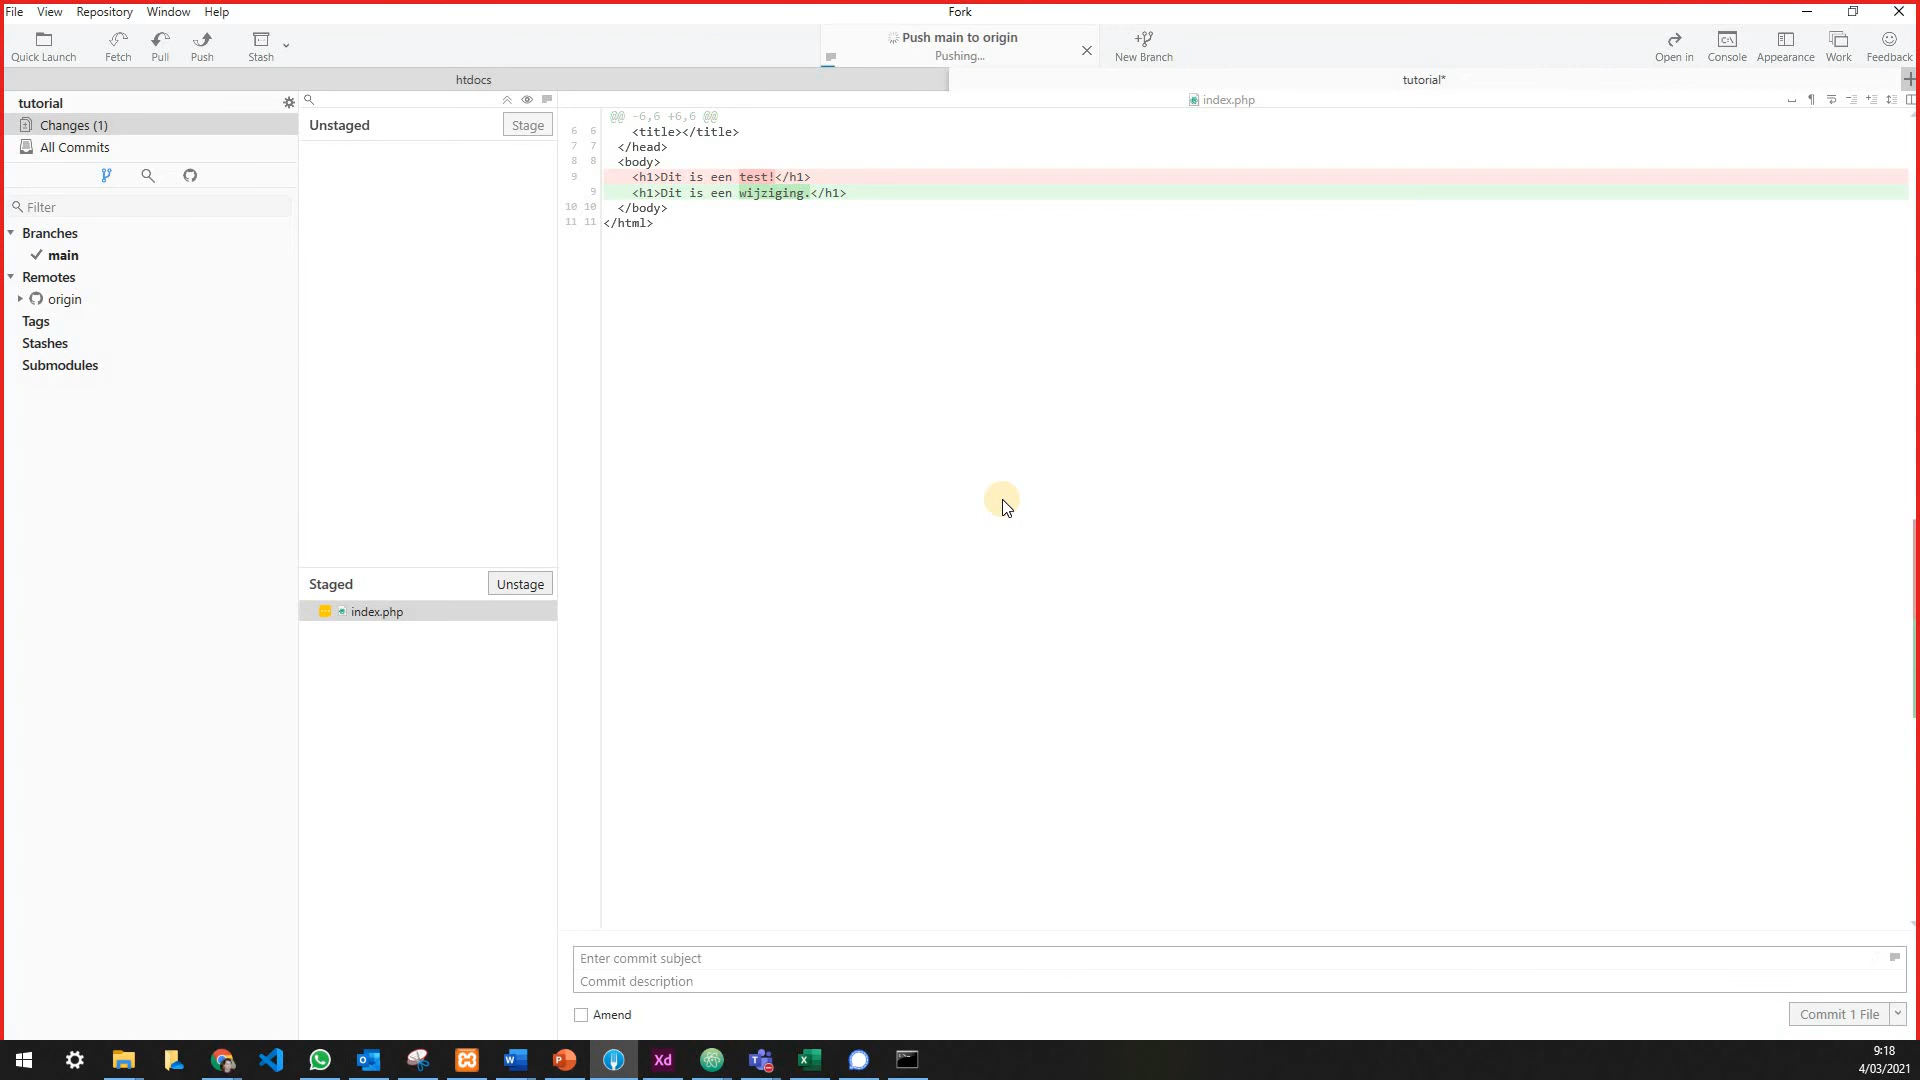 File View Repository Window Help
Fork
Quick Launch
Fetch
Pull
Push
Stash
Push main to origin
Pushing...
New Branch
Open in
Console
Appearance
Work
Feedback
htdocs
tutorial*
tutorial
Changes (1)
All Commits
Filter
Branches
main
Remotes
origin
Tags
Stashes
Submodules
Unstaged
Stage
Staged
Unstage
index.php
index.php
@@ -6,6 +6,6 @@
6 6 <title></title>
7 7 </head>
8 8 <body>
9 <h1>Dit is een test!</h1>
9 <h1>Dit is een wijziging.</h1>
10 10 </body>
11 11 </html>
Enter commit subject
Commit description
Amend
Commit 1 File
9:18
4/03/2021